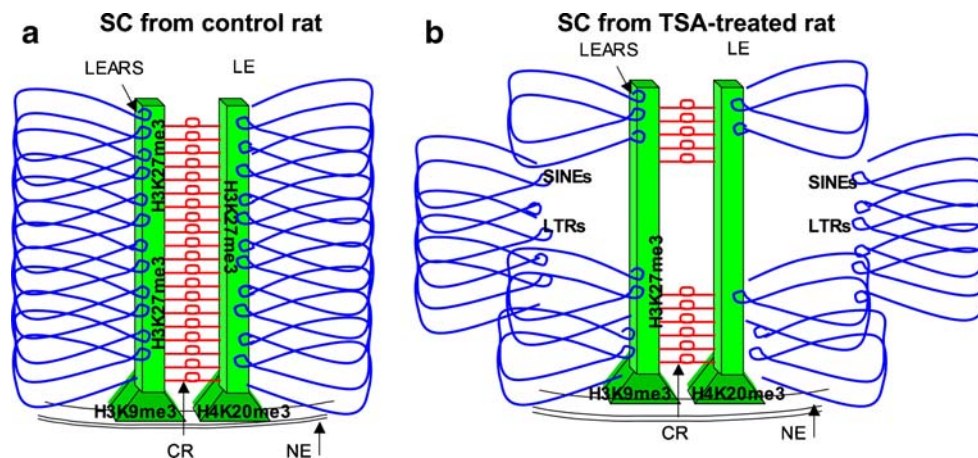 a
SC from control rat
LEARS
LE
H3K27me3
H3K27me3
H3K27me3
H3K9me3
H4K20me3
CR
NE
b
SC from TSA-treated rat
LEARS
LE
SINEs
SINEs
LTRs
LTRs
H3K27me3
H3K9me3
H4K20me3
CR
NE